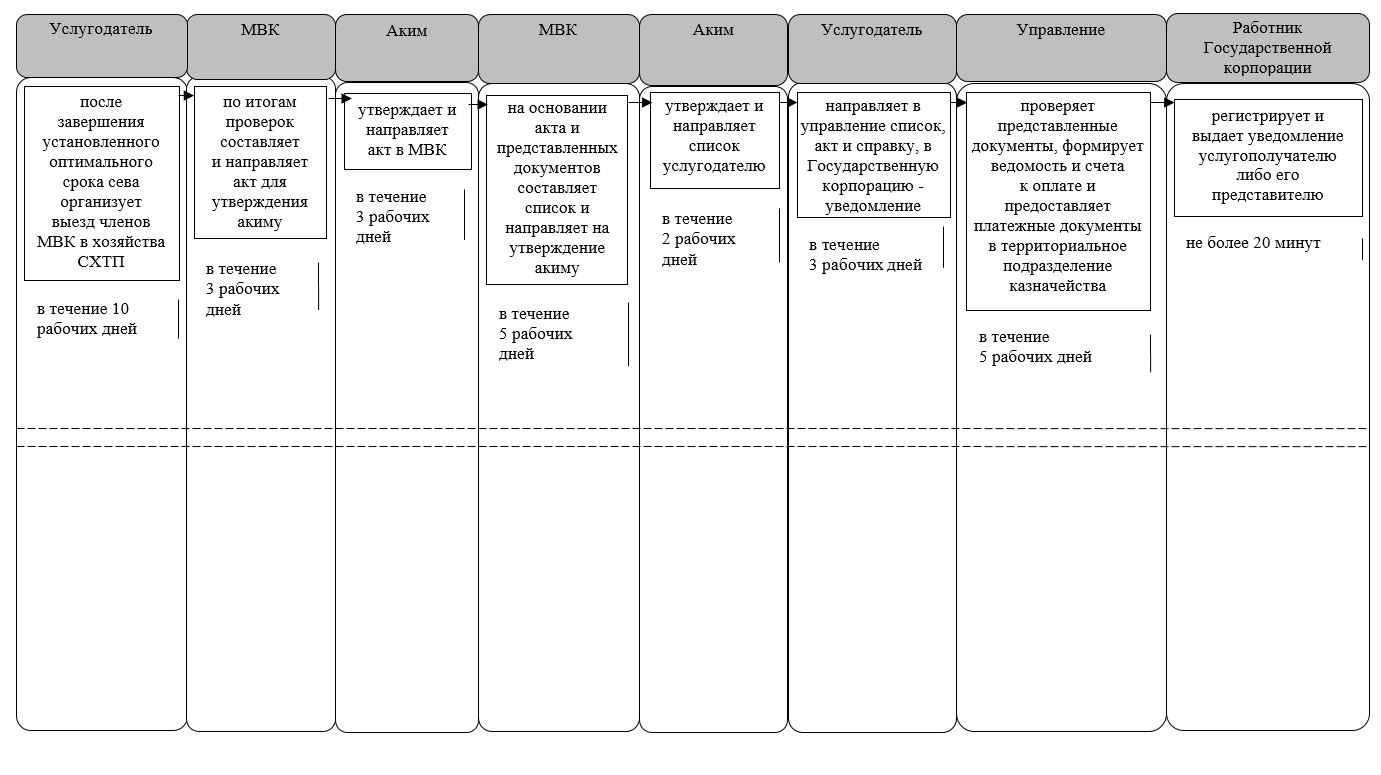 Услугодатель
МВК
Аким
МВК
Аким
Услугодатель
Управление
Работник
Государственной
корпорации
после
завершения
установленного
оптимального
срока сева
организует
выезд членов
МВК в хозяйства
СХТП
в течение 10
рабочих дней
по итогам
проверок
составляет
и направляет
акт для
утверждения
акиму
в течение
3 рабочих
дней
утверждает и
направляет
акт в МВК
в течение
3 рабочих
дней
на основании
акта и
представленных
документов
составляет
список и
направляет на
утверждение
акиму
в течение
5 рабочих
дней
утверждает и
направляет
список
услугодателю
в течение
2 рабочих
дней
направляет в
управление список,
акт и справку, в
Государственную
корпорацию -
уведомление
в течение
3 рабочих дней
проверяет
представленные
документы, формирует
ведомость и счета
к оплате и
предоставляет
платежные документы
в территориальное
подразделение
казначейства
в течение
5 рабочих дней
регистрирует и
выдает уведомление
услугополучателю
либо его
представителю
не более 20 минут